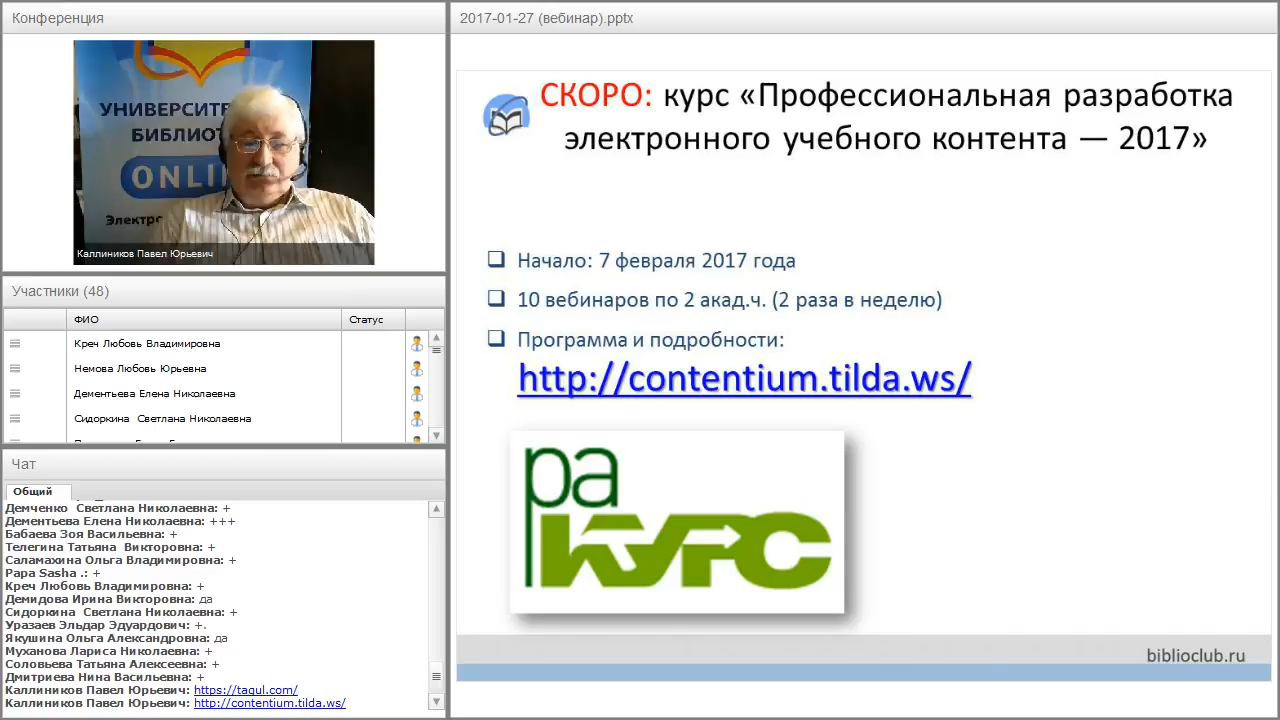 Конференция
УНИВЕРСИТЕ
БИБЛИОТ
ONLI
Электро
Каллиников Павел Юрьевич
Участники (48)
ФИО
Статус
Креч Любовь Владимировна
Немова Любовь Юрьевна
Дементьева Елена Николаевна
Сидоркина Светлана Николаевна
Чат
Общий
Демченко Светлана Николаевна: +
Дементьева Елена Николаевна: +++
Бабаева Зоя Васильевна: +
Телегина Татьяна Викторовна: +
Саламахина Ольга Владимировна: +
Papa Sasha .: +
Креч Любовь Владимировна: +
Демидова Ирина Викторовна: да
Сидоркина Светлана Николаевна: +
Уразаев Эльдар Эдуардович: +.
Якушина Ольга Александровна: да
Муханова Лариса Николаевна: +
Соловьева Татьяна Алексеевна: +
Дмитриева Нина Васильевна: +
Каллиников Павел Юрьевич: https://tagul.com/
Каллиников Павел Юрьевич: http://contentium.tilda.ws/
2017-01-27 (вебинар).pptx
СКОРО: курс «Профессиональная разработка
электронного учебного контента — 2017»
Начало: 7 февраля 2017 года
10 вебинаров по 2 акад.ч. (2 раза в неделю)
Программа и подробности:
http://contentium.tilda.ws/
ра
курс
biblioclub.ru